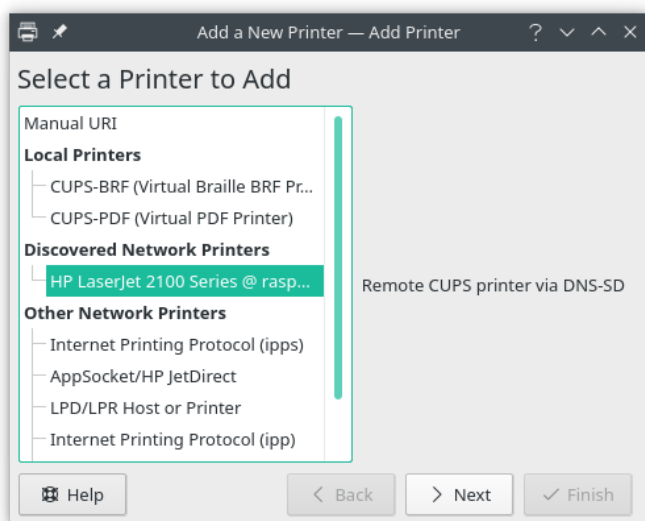 Add a New Printer — Add Printer
Select a Printer to Add
Manual URI
Local Printers
CUPS-BRF (Virtual Braille BRF Pr...
CUPS-PDF (Virtual PDF Printer)
Discovered Network Printers
HP LaserJet 2100 Series @ rasp...
Remote CUPS printer via DNS-SD
Other Network Printers
Internet Printing Protocol (ipps)
AppSocket/HP JetDirect
LPD/LPR Host or Printer
Internet Printing Protocol (ipp)
Help
Back
Next
Finish